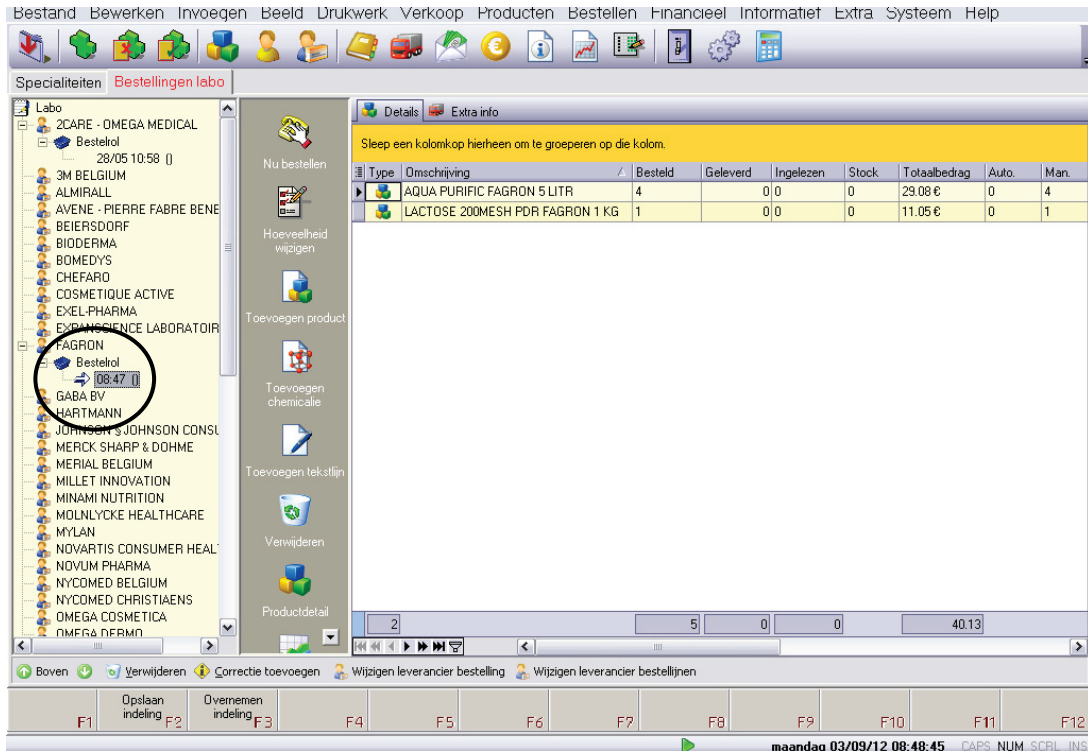 Bestand Bewerken Invoegen Beeld Drukwerk Verkoop Producten Bestellen Financieel Informatief Extra Systeem Help
Specialiteiten Bestellingen labo
Labo
2CARE - OMEGA MEDICAL
Bestelrol
28/05 10:58 ()
3M BELGIUM
ALMIRALL
AVENE - PIERRE FABRE BENE
BEIERSDORF
BIODERMA
BOMEDYS
CHEFARO
COSMETIQUE ACTIVE
EXEL-PHARMA
EXPANSCIENCE LABORATOIR
FAGRON
Bestelrol
08:47 ()
GABA BV
HARTMANN
JOHNSON & JOHNSON CONSU
MERCK SHARP & DOHME
MERIAL BELGIUM
MILLET INNOVATION
MINAMI NUTRITION
MOLNLYCKE HEALTHCARE
MYLAN
NOVARTIS CONSUMER HEAL
NOVUM PHARMA
NYCOMED BELGIUM
NYCOMED CHRISTIAENS
OMEGA COSMETICA
OMEGA DERMO
Nu bestellen
Hoeveelheid
wijzigen
Toevoegen product
Toevoegen
chemicalie
Toevoegen tekstlijn
Verwijderen
Productdetail
Details Extra info
Sleep een kolomkop hierheen om te groeperen op die kolom.
Type Omschrijving Besteld Geleverd Ingelezen Stock Totaalbedrag Auto. Man.
AQUA PURIFIC FAGRON 5 LITR 4 0 0 0 29.08 € 0 4
LACTOSE 200MESH PDR FAGRON 1 KG 1 0 0 0 11.05 € 0 1
2 5 0 0 40.13
Boven Verwijderen Correctie toevoegen Wijzigen leverancier bestelling Wijzigen leverancier bestellijnen
F1 Opslaan indeling F2 Overnemen indeling F3 F4 F5 F6 F7 F8 F9 F10 F11 F12
maandag 03/09/12 08:48:45 CAPS NUM SCRL INS